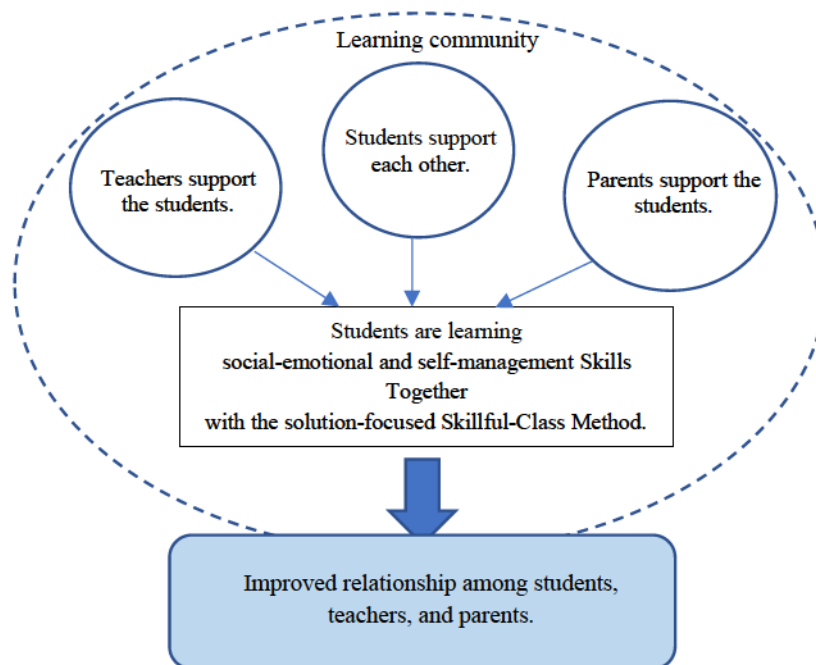 Learning community
Teachers support
the students.
Students support
each other.
Parents support the
students.
Students are learning
social-emotional and self-management Skills
Together
with the solution-focused Skillful-Class Method.
Improved relationship among students,
teachers, and parents.